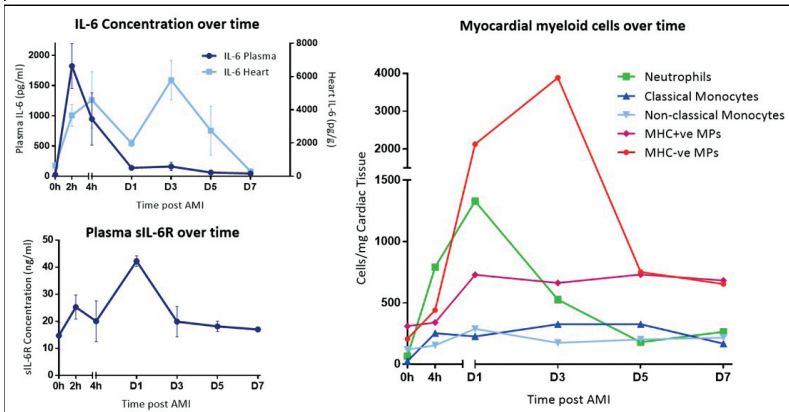 IL-6 Concentration over time
IL-6 Plasma
IL-6 Heart
Plasma IL-6 (pg/ml)
2000
1500
1000
500
0
Heart IL-6 (pg/g)
8000
6000
4000
2000
0
0h 2h 4h D1 D3 D5 D7
Time post AMI
Plasma sIL-6R over time
sIL-6R Concentration (ng/ml)
50
40
30
20
10
0
0h 2h 4h D1 D3 D5 D7
Time post AMI
Myocardial myeloid cells over time
Neutrophils
Classical Monocytes
Non-classical Monocytes
MHC+ve MPs
MHC-ve MPs
Cells/mg Cardiac Tissue
4000
3000
2000
1500
1000
500
0
0h 4h D1 D3 D5 D7
Time post AMI